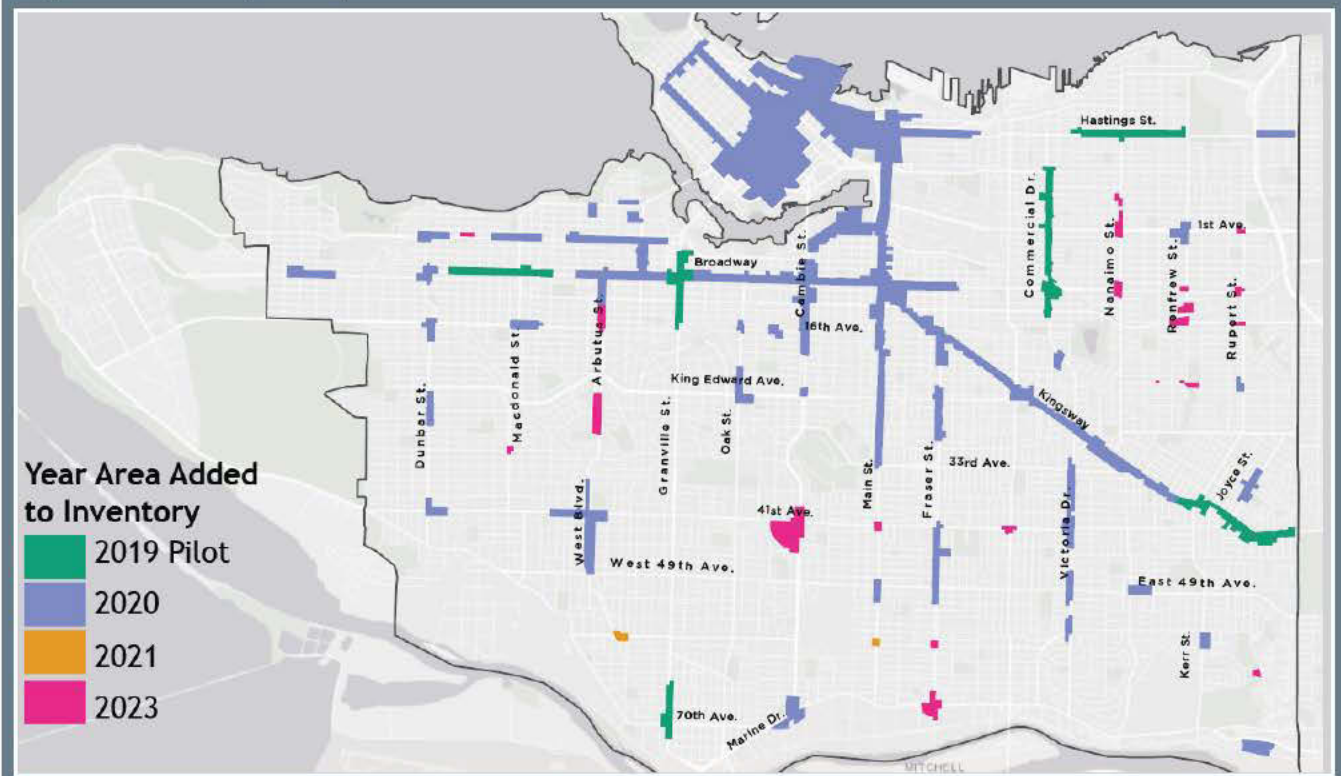 Hastings St.
Commercial Dr.
Nanaimo St.
1st Ave.
Renfrew St.
Rupert St.
Broadway
Cambie St.
16th Ave.
Arbutus St.
Macdonald St.
King Edward Ave.
Dunbar St.
Granville St.
Oak St.
Kingsway
Main St.
Fraser St.
33rd Ave.
Joyce St.
Year Area Added
to Inventory
2019 Pilot
2020
2021
2023
41st Ave.
West Blvd.
West 49th Ave.
Victoria Dr.
East 49th Ave.
Kerr St.
70th Ave.
Marine Dr.
MITCHELL